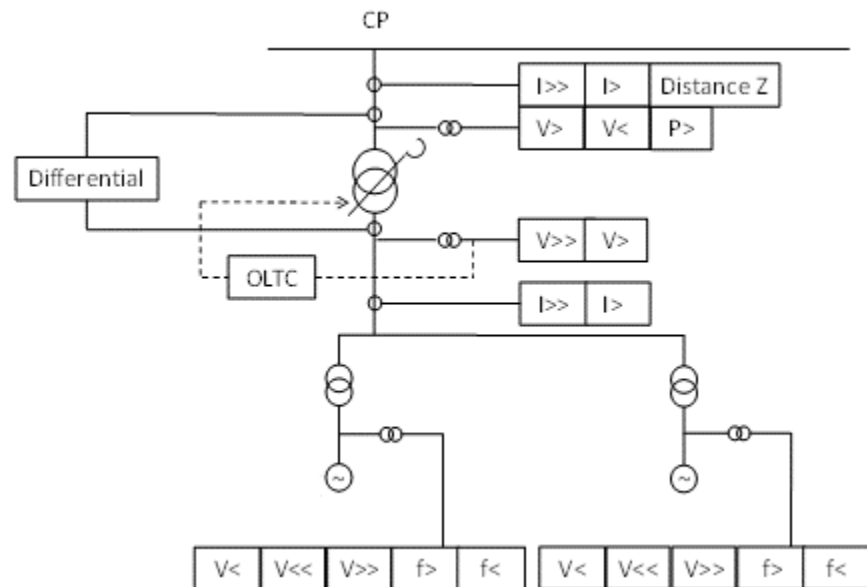 CP
I>> I> Distance Z
V> V< P>
Differential
V>> V>
OLTC
I>> I>
~ ~
V< V<< V>> f> f< V< V<< V>> f> f<